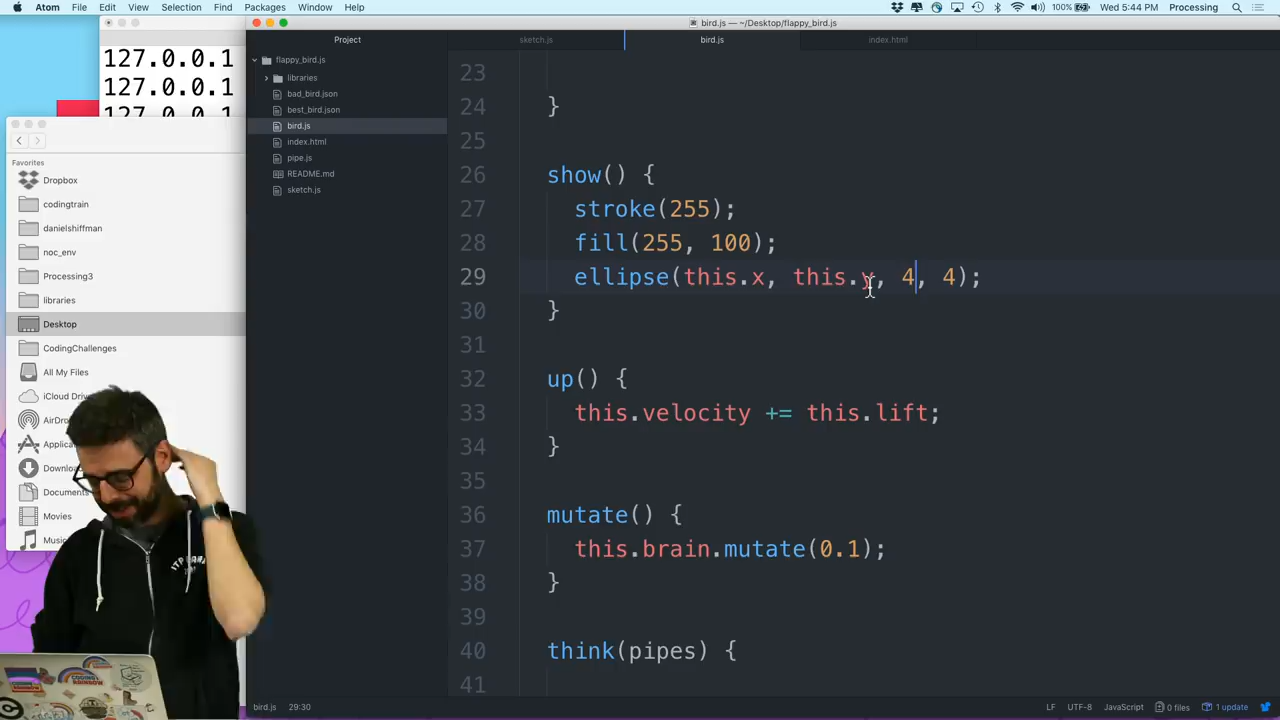 Atom File Edit View Selection Find Packages Window Help
100% Wed 5:44 PM Processing
bird.js — ~/Desktop/flappy_bird.js
127.0.0.1
127.0.0.1
127.0.0.1
Favorites
Dropbox
codingtrain
danielshiffman
noc_env
Processing3
libraries
Desktop
CodingChallenges
All My Files
iCloud
AirDro
Applica
Downlo
Documents
Movies
Music
Project
flappy_bird.js
libraries
bad_bird.json
best_bird.json
bird.js
index.html
pipe.js
README.md
sketch.js
sketch.js bird.js index.html
23
24 }
25
26 show() {
27 stroke(255);
28 fill(255, 100);
29 ellipse(this.x, this.y, 4, 4);
30 }
31
32 up() {
33 this.velocity += this.lift;
34 }
35
36 mutate() {
37 this.brain.mutate(0.1);
38 }
39
40 think(pipes) {
41
bird.js 29:30 LF UTF-8 JavaScript 0 files 1 update